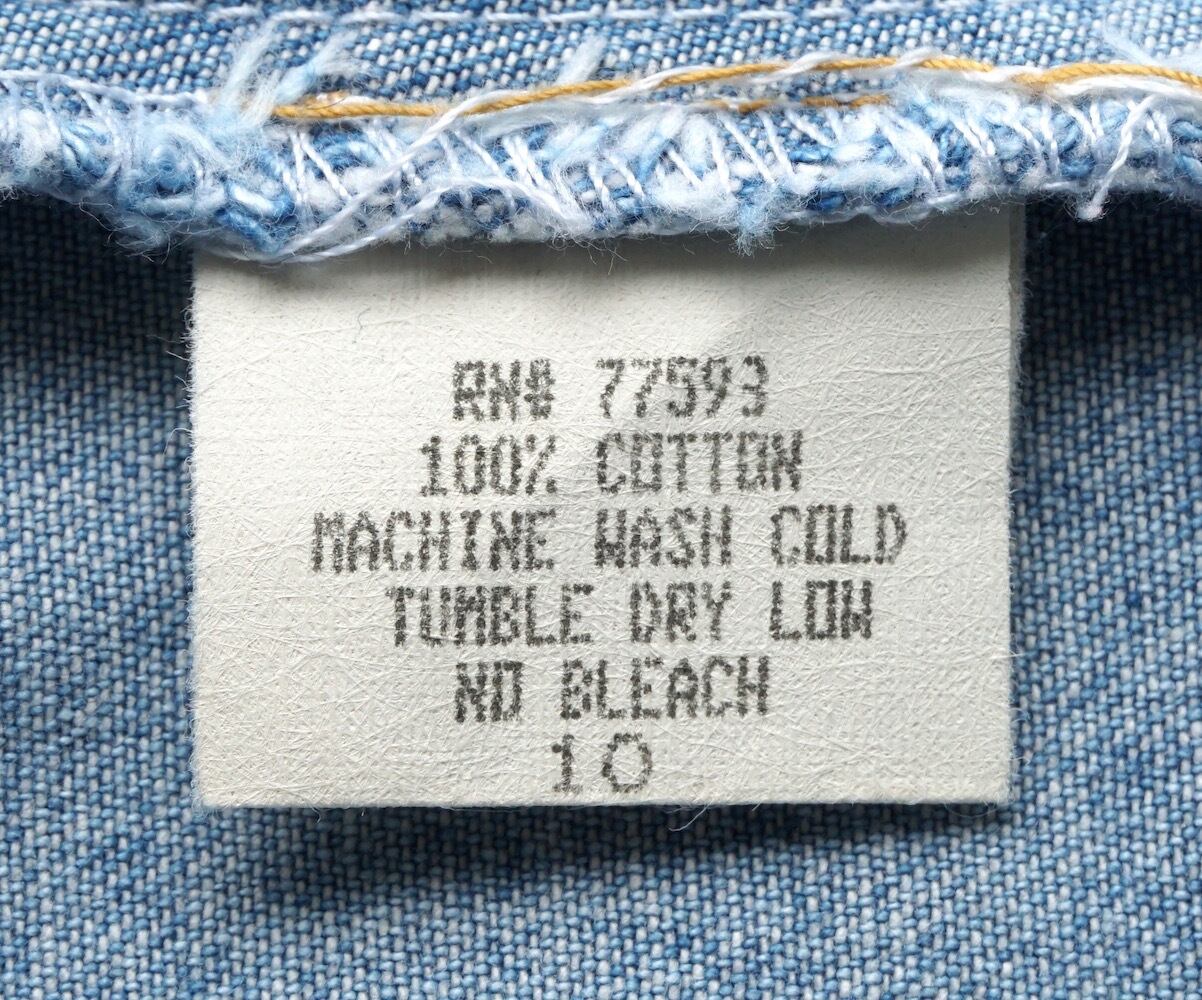 RN# 77593
100% COTTON
MACHINE WASH COLD
TUMBLE DRY LOW
NO BLEACH
10